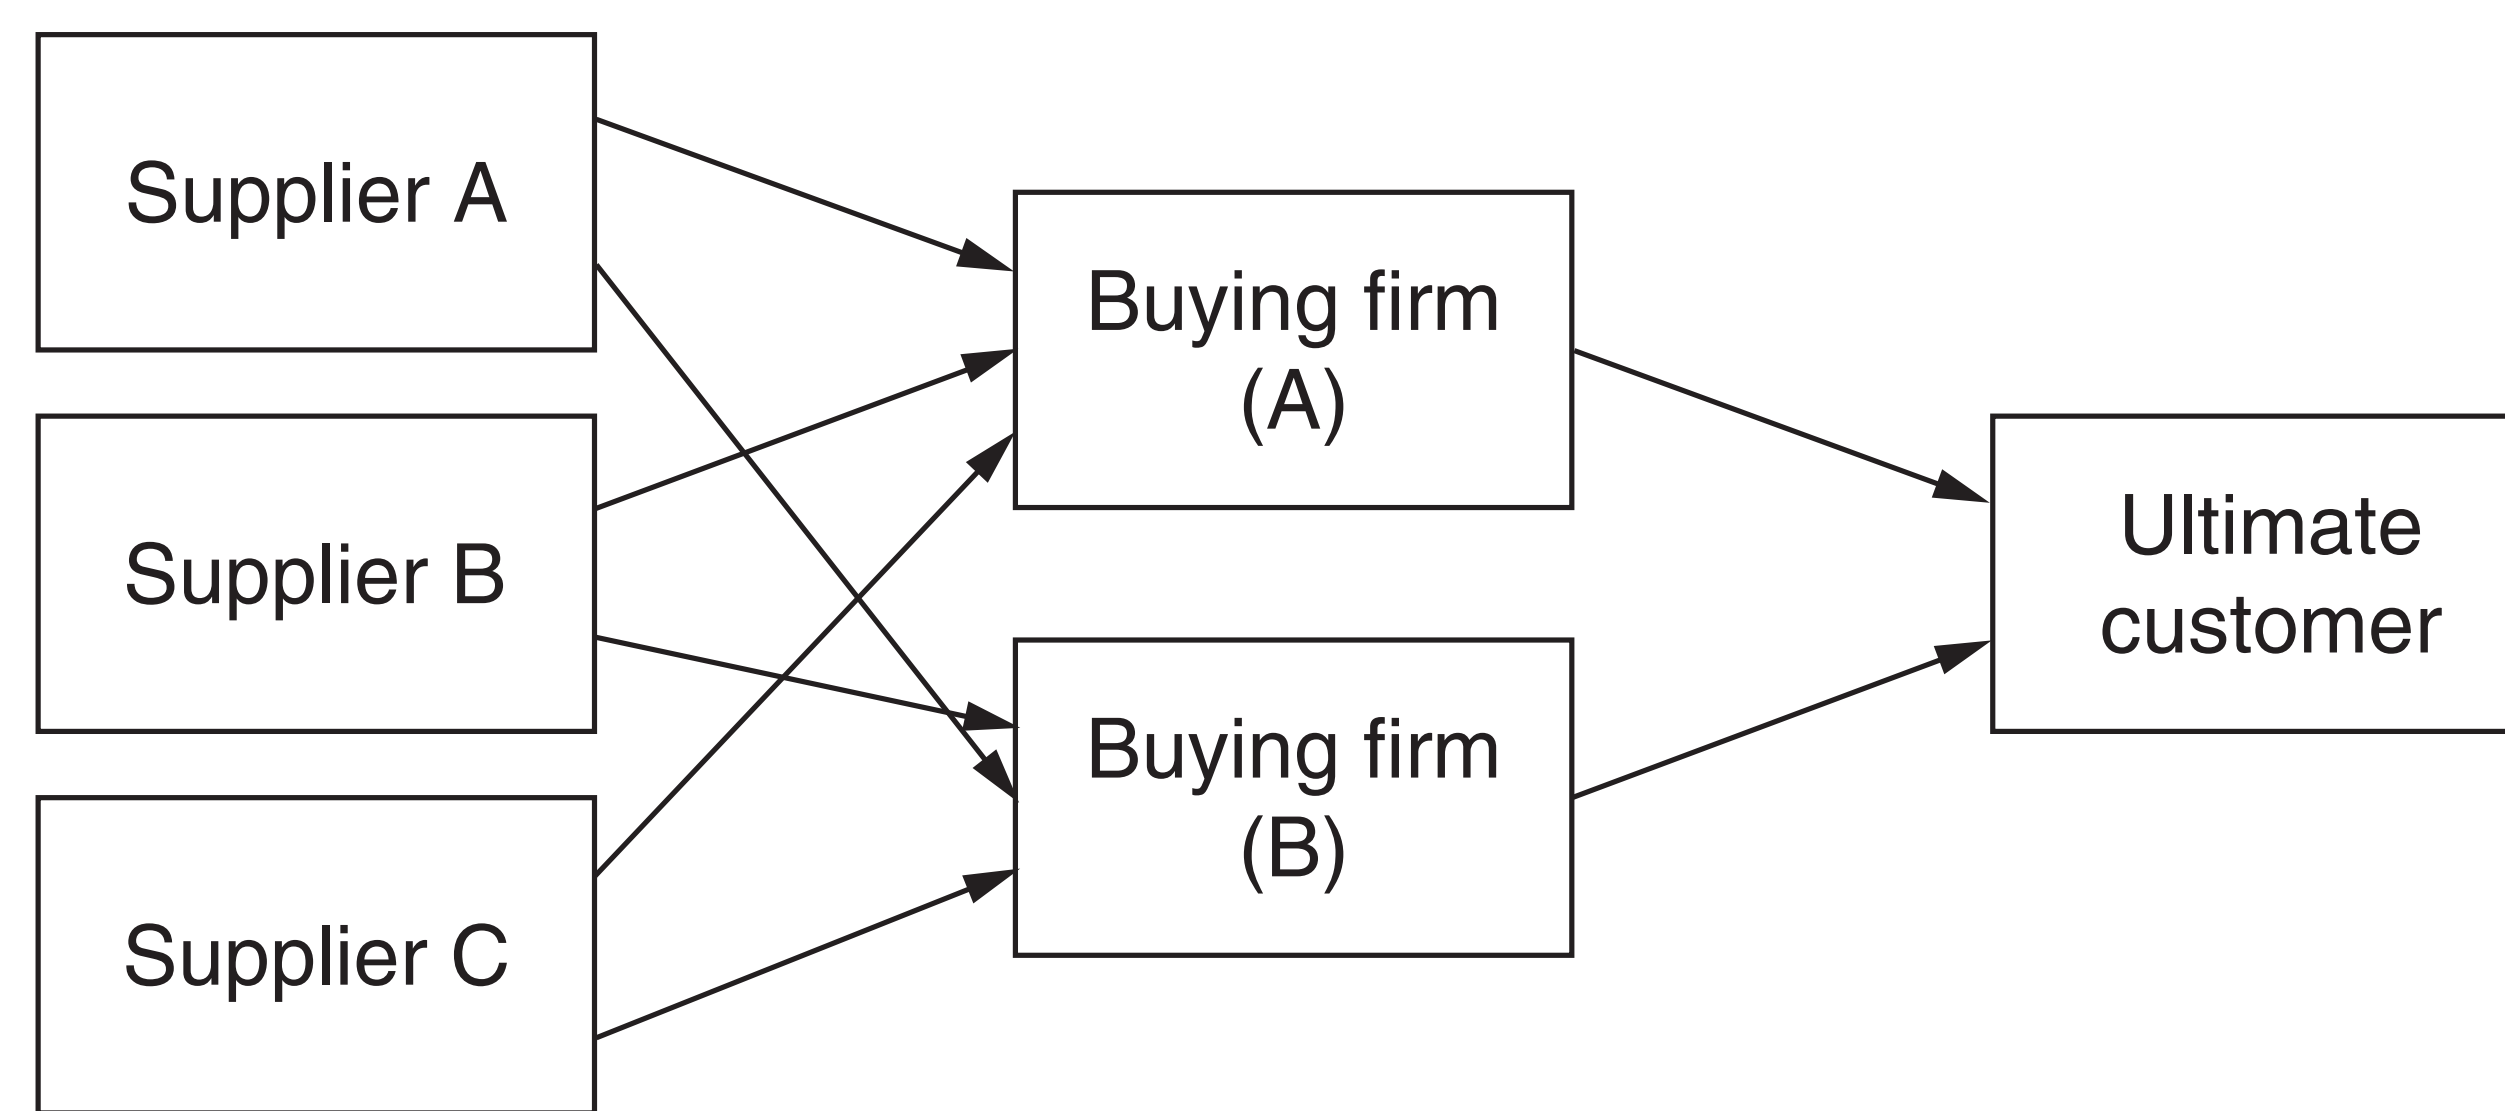 Supplier A
Supplier B
Supplier C
Buying firm
(A)
Buying firm
(B)
Ultimate
customer